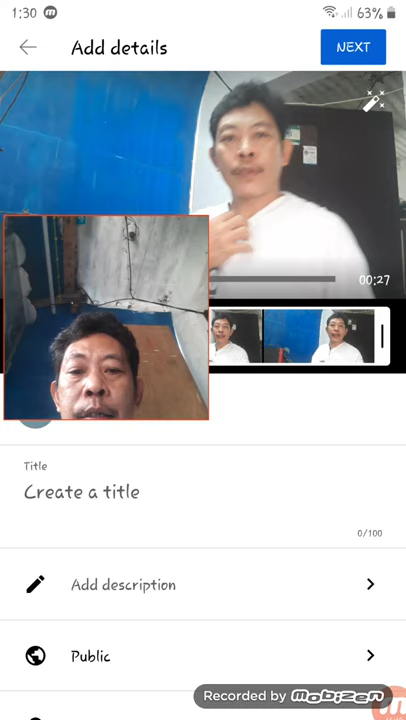 1:30
63%
Add details
NEXT
00:27
Title
Create a title
0/100
Add description
Public
Recorded by mobizen